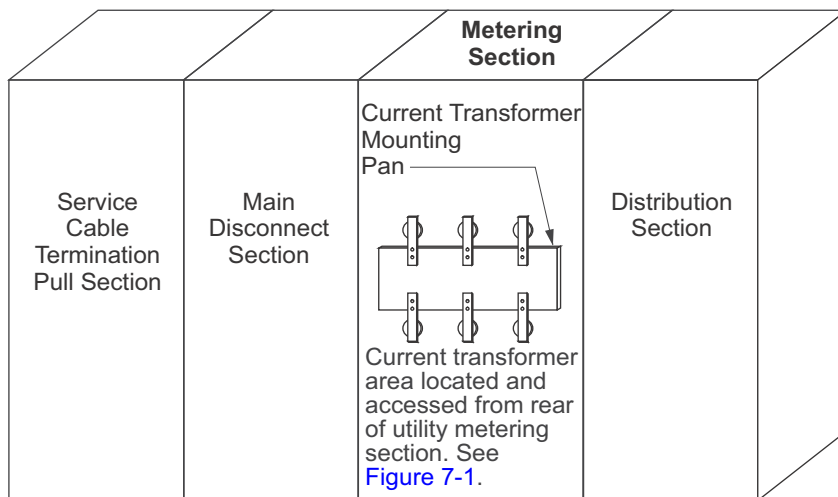 Metering
Section
Service
Cable
Termination
Pull Section
Main
Disconnect
Section
Current Transformer
Mounting
Pan
Current transformer
area located and
accessed from rear
of utility metering
section. See
Figure 7-1.
Distribution
Section